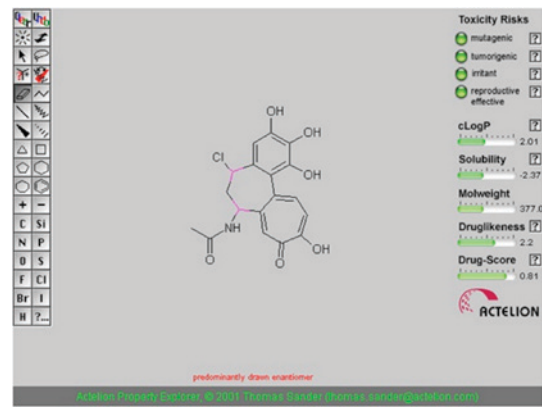 Toxicity Risks
mutagenic ?
tumorigenic ?
irritant ?
reproductive ?
effective
cLogP ?
2.01
Solubility ?
-2.37
Molweight
377.0
Druglikeness ?
2.2
Drug-Score ?
0.81
ACTELION
OH
OH
OH
Cl
NH
O
O
OH
+ −
C Si
N P
O S
F Cl
Br I
H ?...
predominantly drawn enantiomer
Actelion Property Explorer, © 2001 Thomas Sander (thomas.sander@actelion.com)